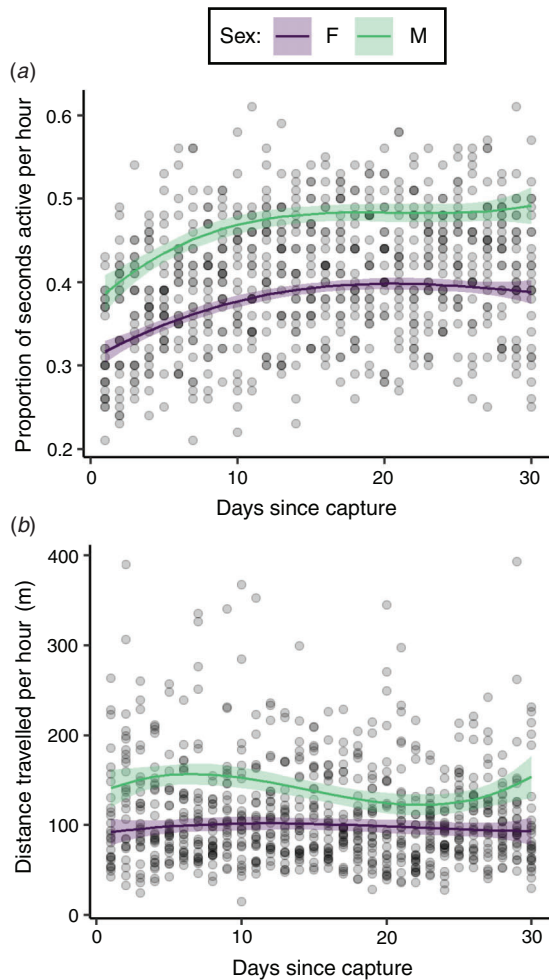 Sex: F M
(a)
Proportion of seconds active per hour
0.6
0.5
0.4
0.3
0.2
0 10 20 30
Days since capture
(b)
Distance travelled per hour (m)
400
300
200
100
0
0 10 20 30
Days since capture